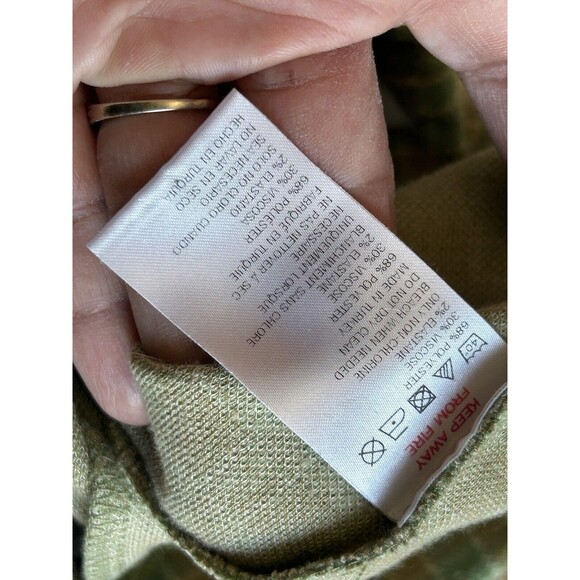 KEEP AWAY
FROM FIRE
40°
68% POLYESTER
30% VISCOSE
2% ELASTANE
ONLY NON-CHLORINE
BLEACH WHEN NEEDED
DO NOT DRY CLEAN
MADE IN TURKEY
68% POLYESTER
30% VISCOSE
2% ELASTANE
BLANCHIMENT SANS CHLORE
UNIQUEMENT LORSQUE
NECESSAIRE
NE PAS NETTOYER A SEC
FABRIQUE EN TURQUIE
68% POLIESTER
30% VISCOSA
2% ELASTANO
SOLO NO CLORO CUANDO
SEA NECESARIO
NO LAVAR EN SECO
HECHO EN TURQUIA